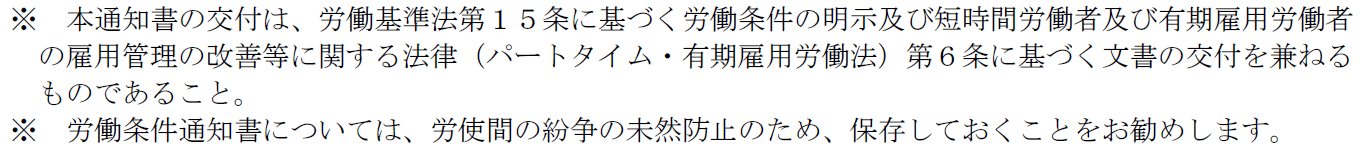 ※　本通知書の交付は、労働基準法第１５条に基づく労働条件の明示及び短時間労働者及び有期雇用労働者
の雇用管理の改善等に関する法律（パートタイム・有期雇用労働法）第６条に基づく文書の交付を兼ねる
ものであること。
※　労働条件通知書については、労使間の紛争の未然防止のため、保存しておくことをお勧めします。